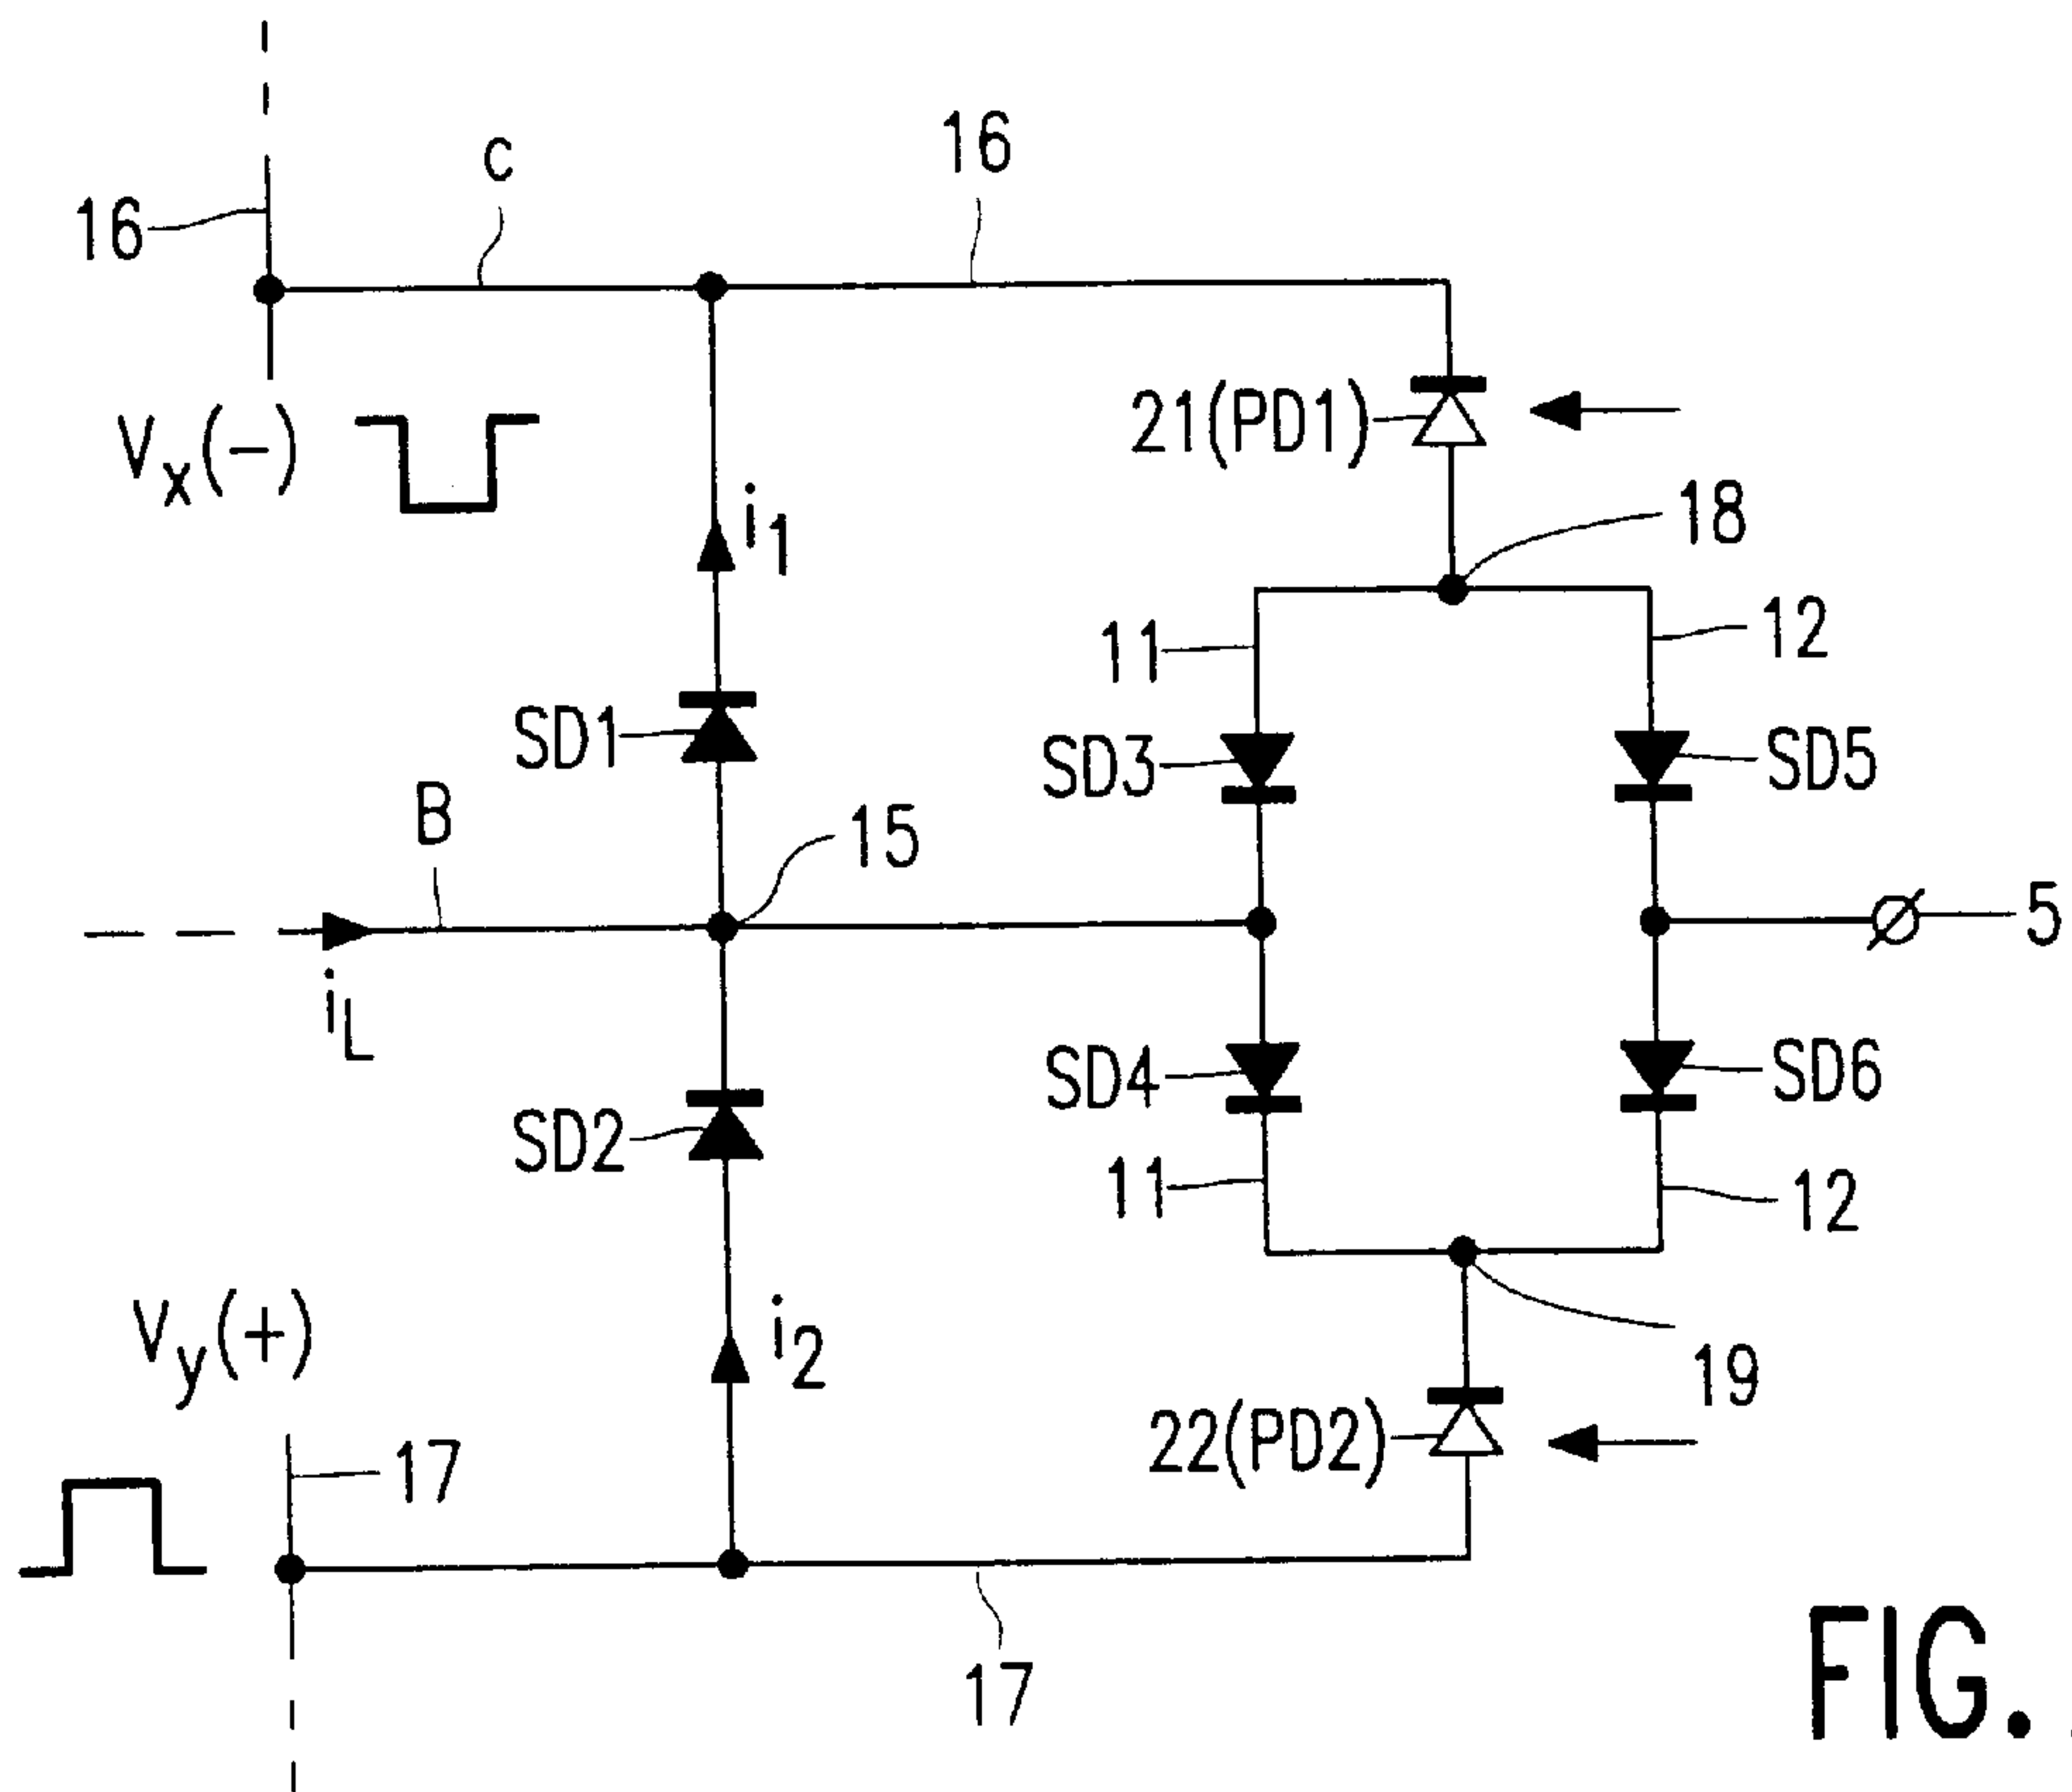 c
16
16
Vx(-)
21(PD1)
i1
18
11
12
SD1
SD3
SD5
B
15
5
iL
SD4
SD6
SD2
11
12
Vy(+)
i2
19
22(PD2)
17
17
FIG.